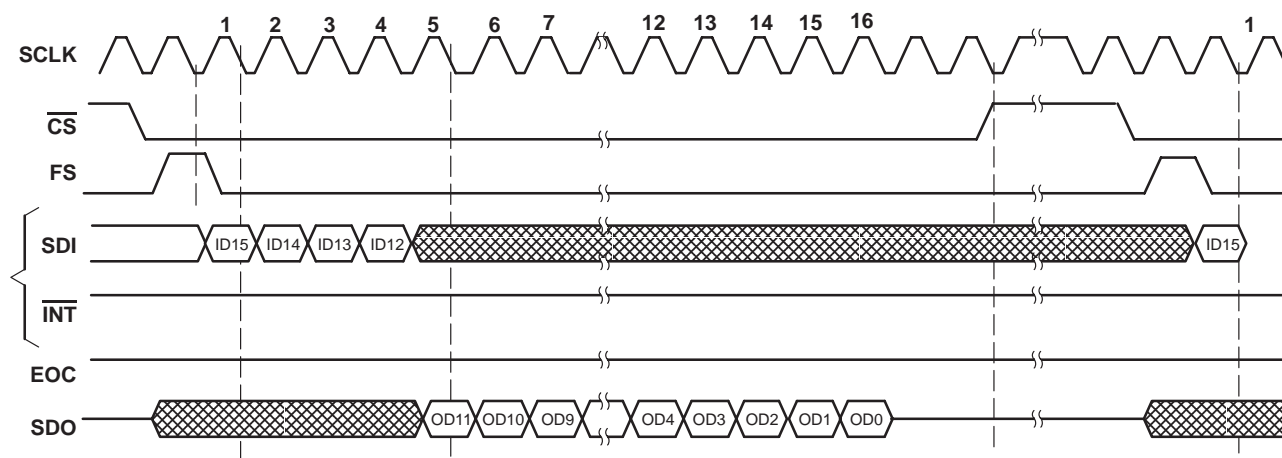 1 2 3 4 5 6 7 12 13 14 15 16 1
SCLK
CS
FS
SDI ID15 ID14 ID13 ID12 ID15
INT
EOC
SDO OD11 OD10 OD9 OD4 OD3 OD2 OD1 OD0